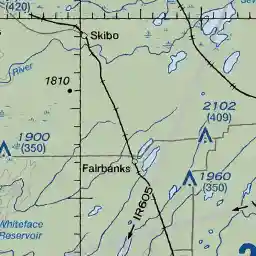 (420)
Skibo
River
1810
2102
(409)
1900
(350)
Fairbanks
1960
(350)
IR605
Whiteface
Reservoir